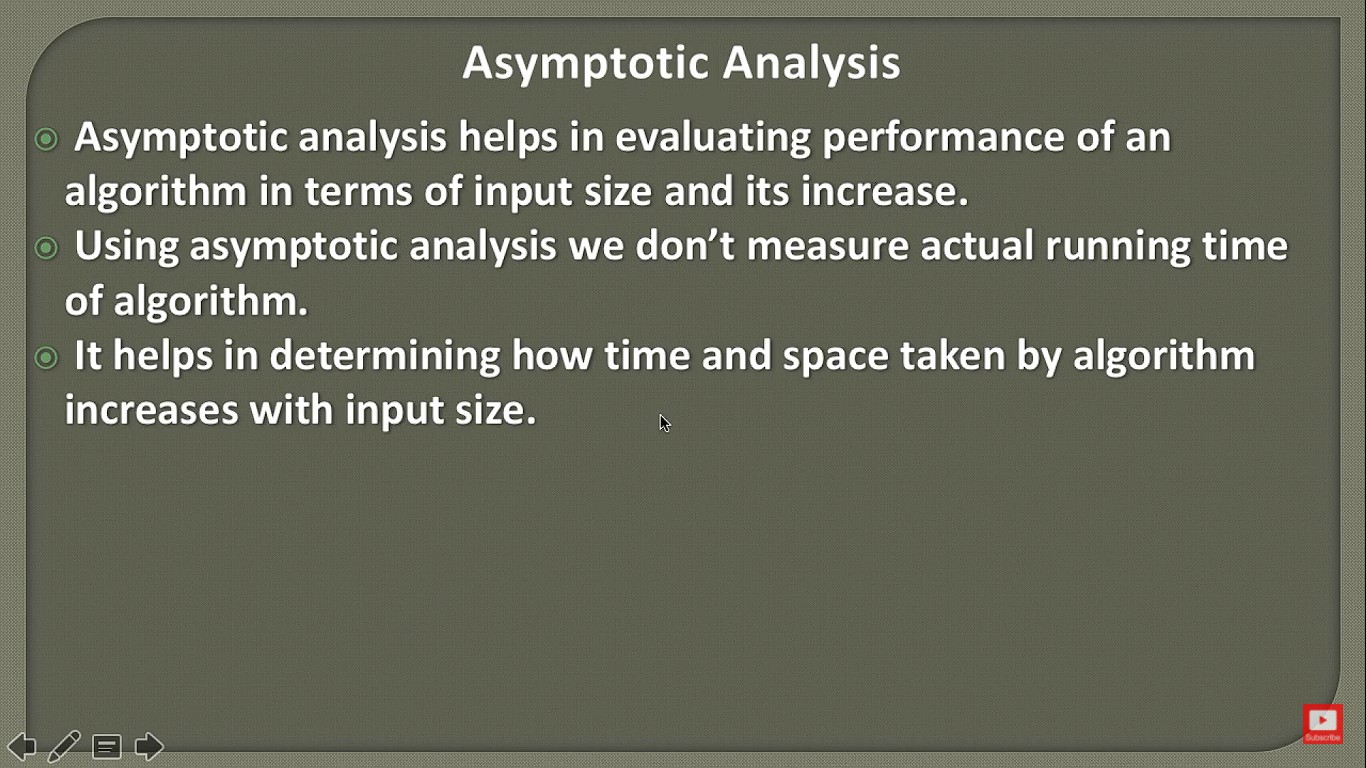 Asymptotic Analysis
Asymptotic analysis helps in evaluating performance of an
algorithm in terms of input size and its increase.
Using asymptotic analysis we don’t measure actual running time
of algorithm.
It helps in determining how time and space taken by algorithm
increases with input size.
Subscribe